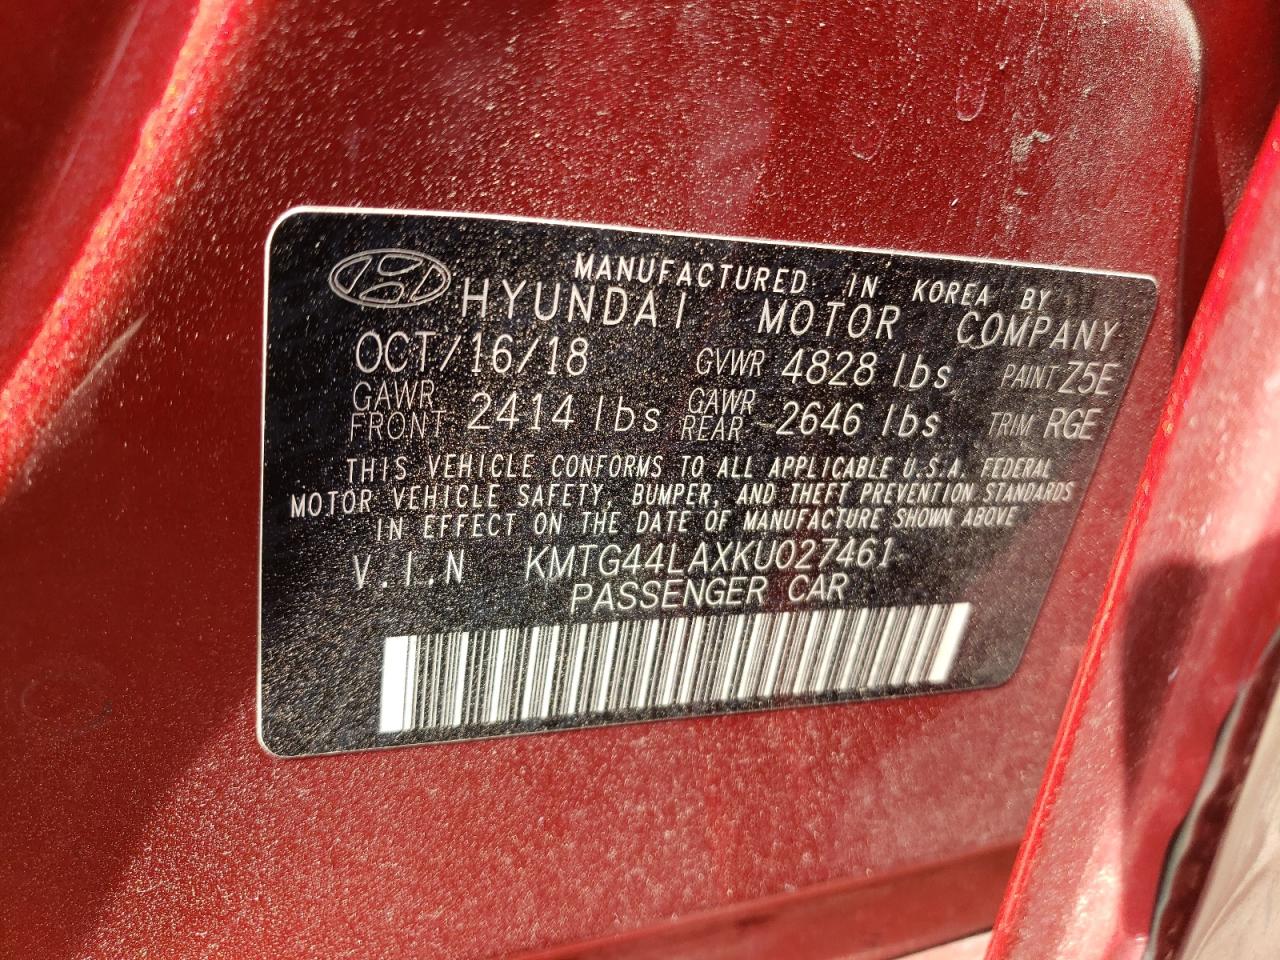 MANUFACTURED IN KOREA BY
HYUNDAI MOTOR COMPANY
OCT/16/18 GVWR 4828 lbs PAINT Z5E
GAWR FRONT 2414 lbs GAWR REAR 2646 lbs TRIM RGE
THIS VEHICLE CONFORMS TO ALL APPLICABLE U.S.A. FEDERAL
MOTOR VEHICLE SAFETY, BUMPER, AND THEFT PREVENTION STANDARDS
IN EFFECT ON THE DATE OF MANUFACTURE SHOWN ABOVE
V.I.N KMTG44LAXKU027461
PASSENGER CAR